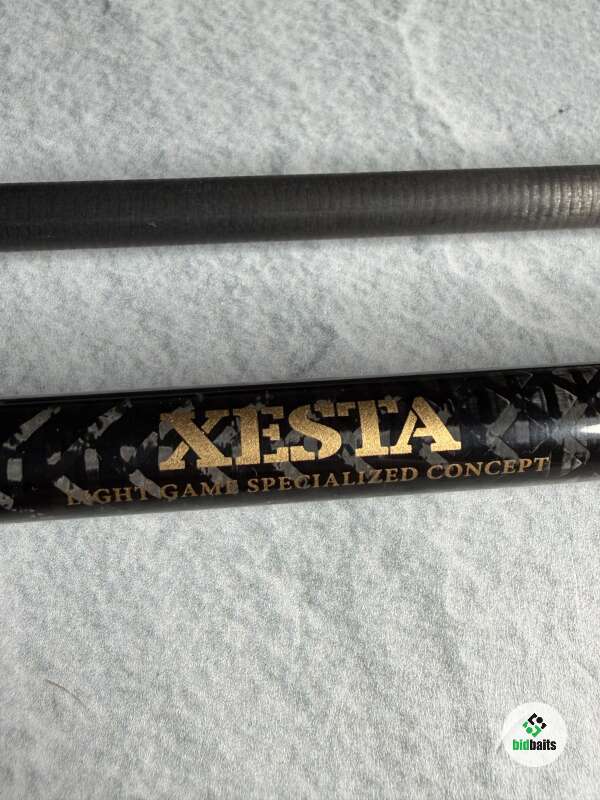 XESTA
LIGHT GAME SPECIALIZED CONCEPT
bidbaits